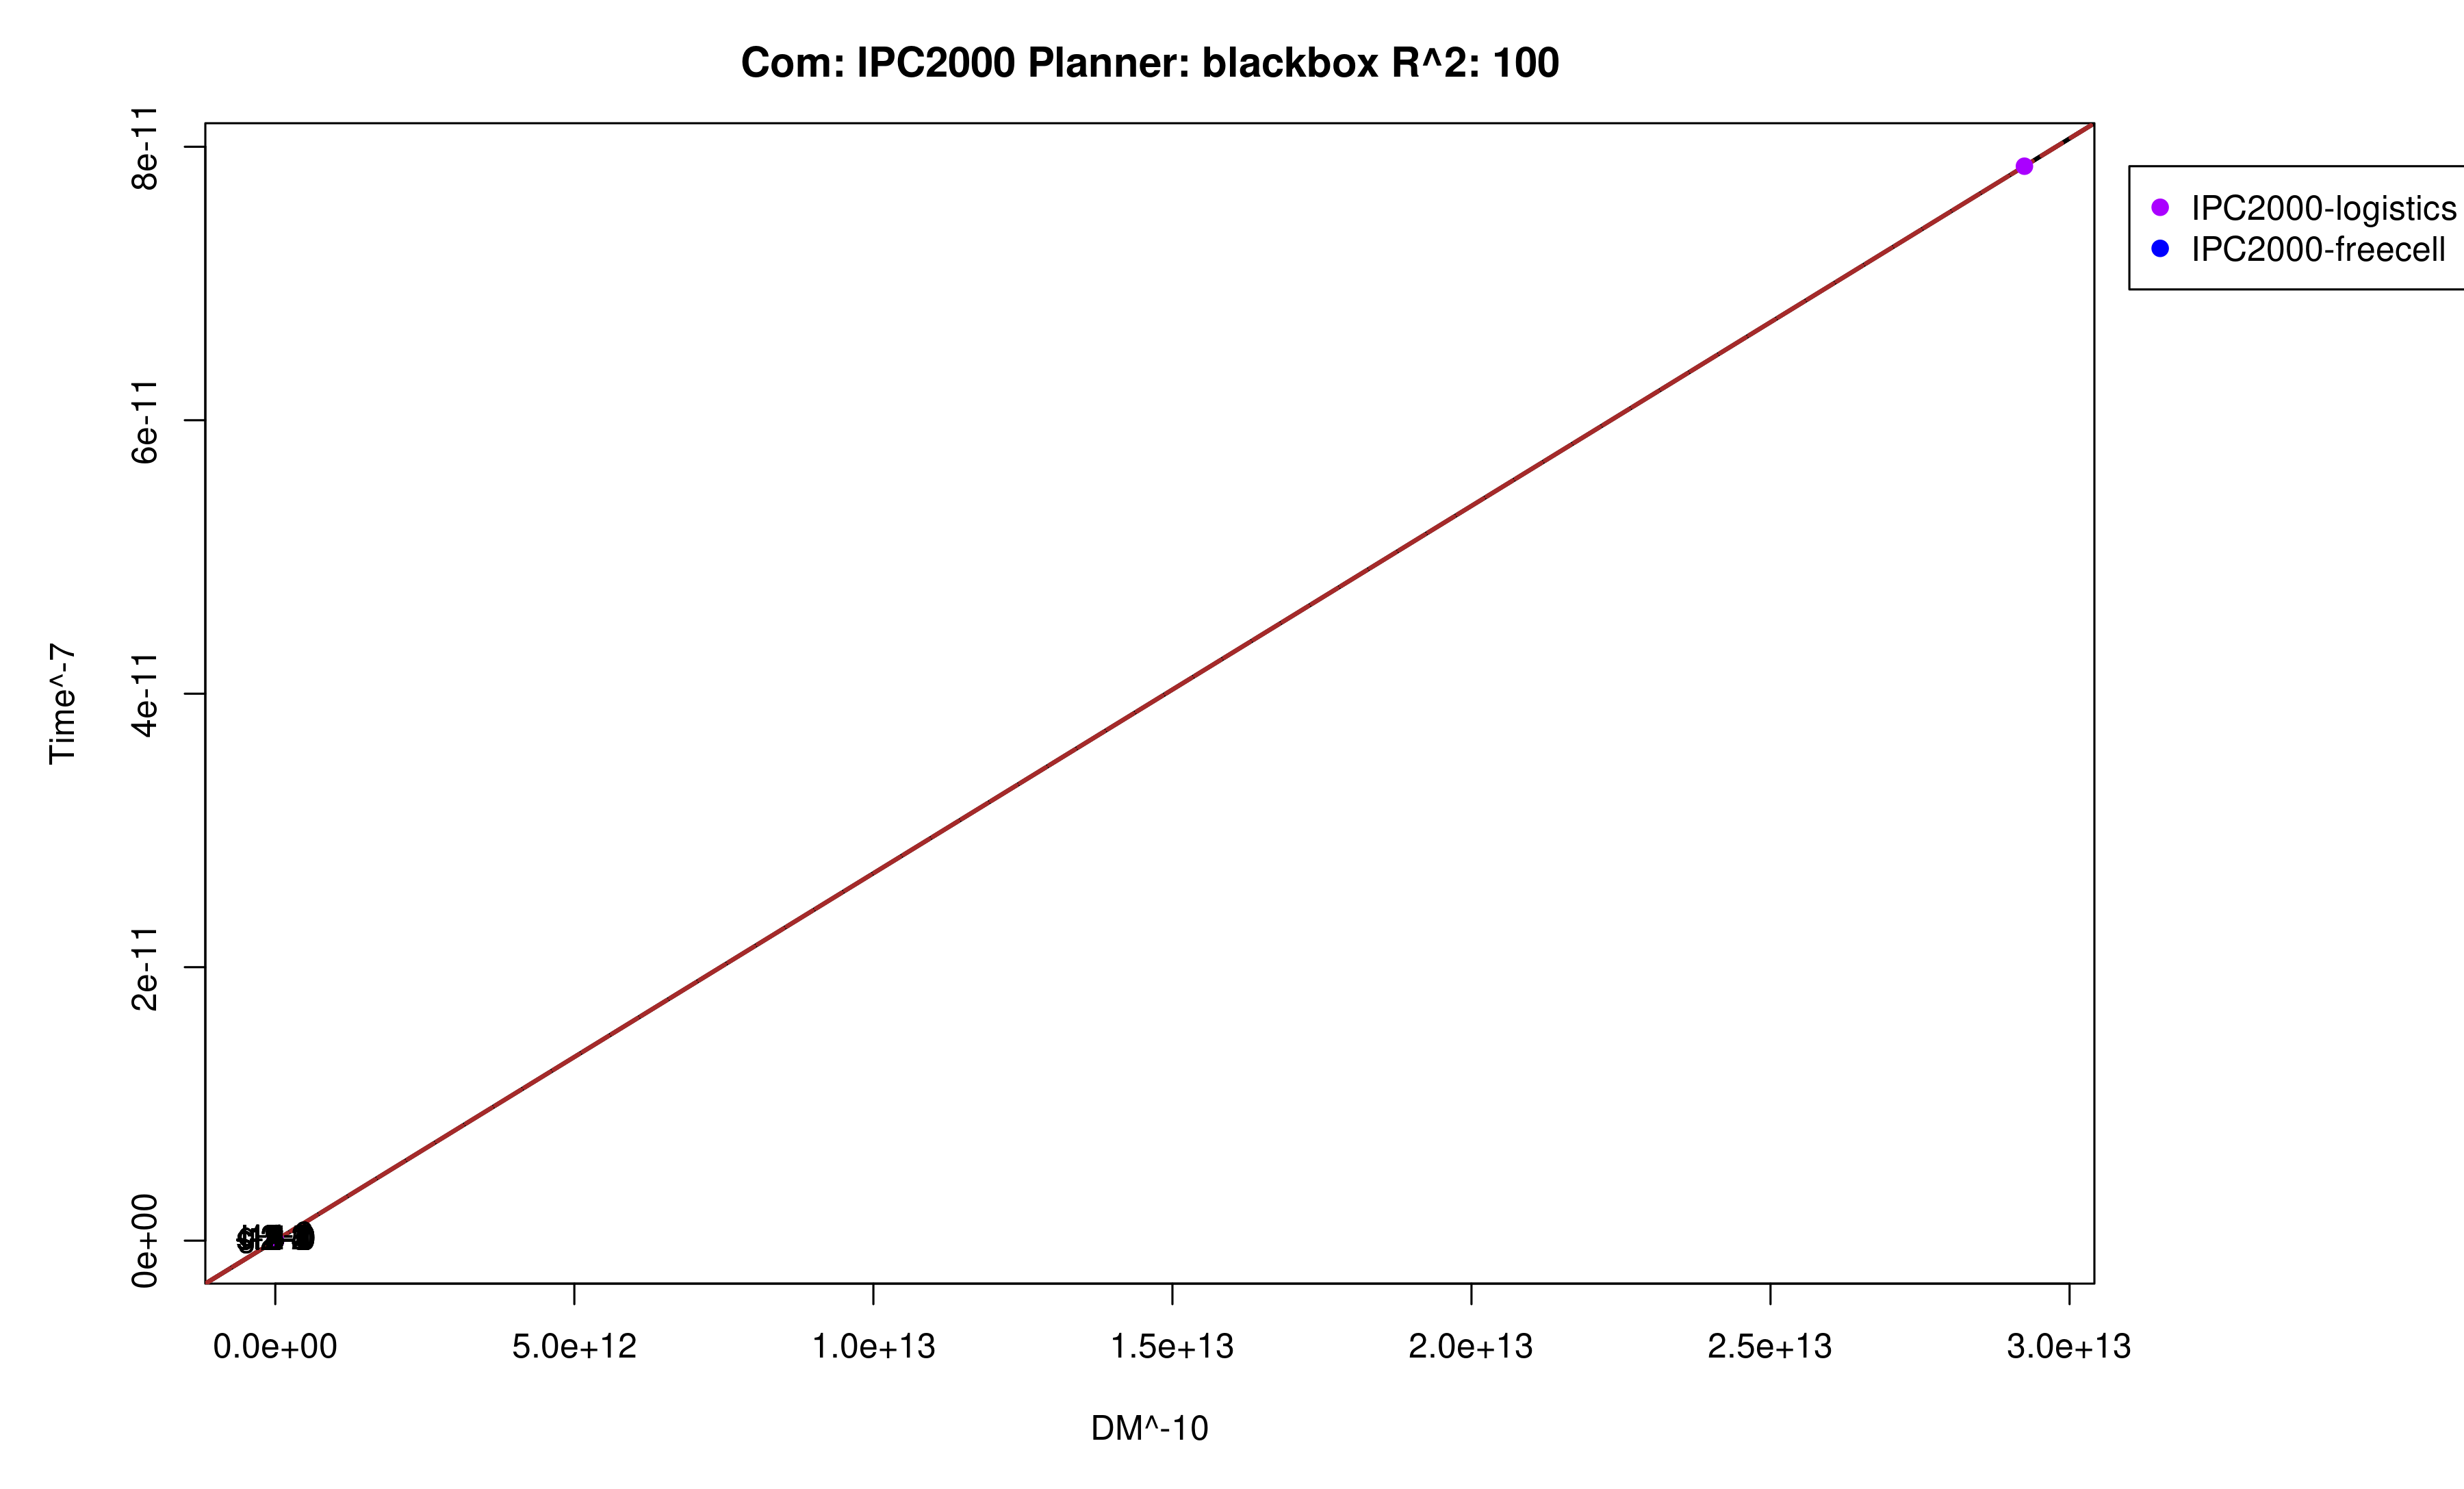 Com: IPC2000 Planner: blackbox R^2: 100
8e-11
6e-11
4e-11
2e-11
0e+00
Time^-7
IPC2000-logistics
IPC2000-freecell
0.0e+00
5.0e+12
1.0e+13
1.5e+13
2.0e+13
2.5e+13
3.0e+13
DM^-10